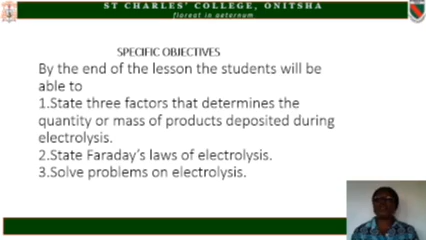 ST CHARLES' COLLEGE, ONITSHA
floreat in aeternum
SPECIFIC OBJECTIVES
By the end of the lesson the students will be
able to
1.State three factors that determines the
quantity or mass of products deposited during
electrolysis.
2.State Faraday's laws of electrolysis.
3.Solve problems on electrolysis.